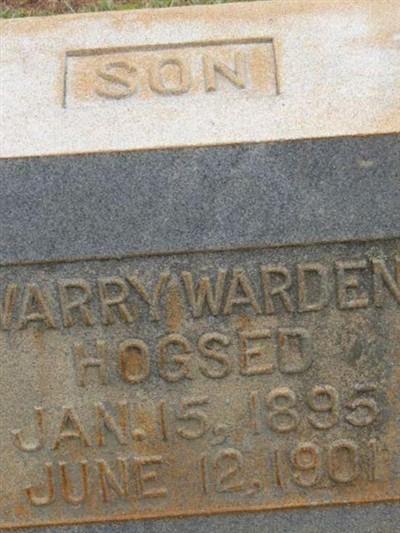 SON
WARRY WARDEN
HOGSED
JAN. 15, 1895
JUNE 12, 1901